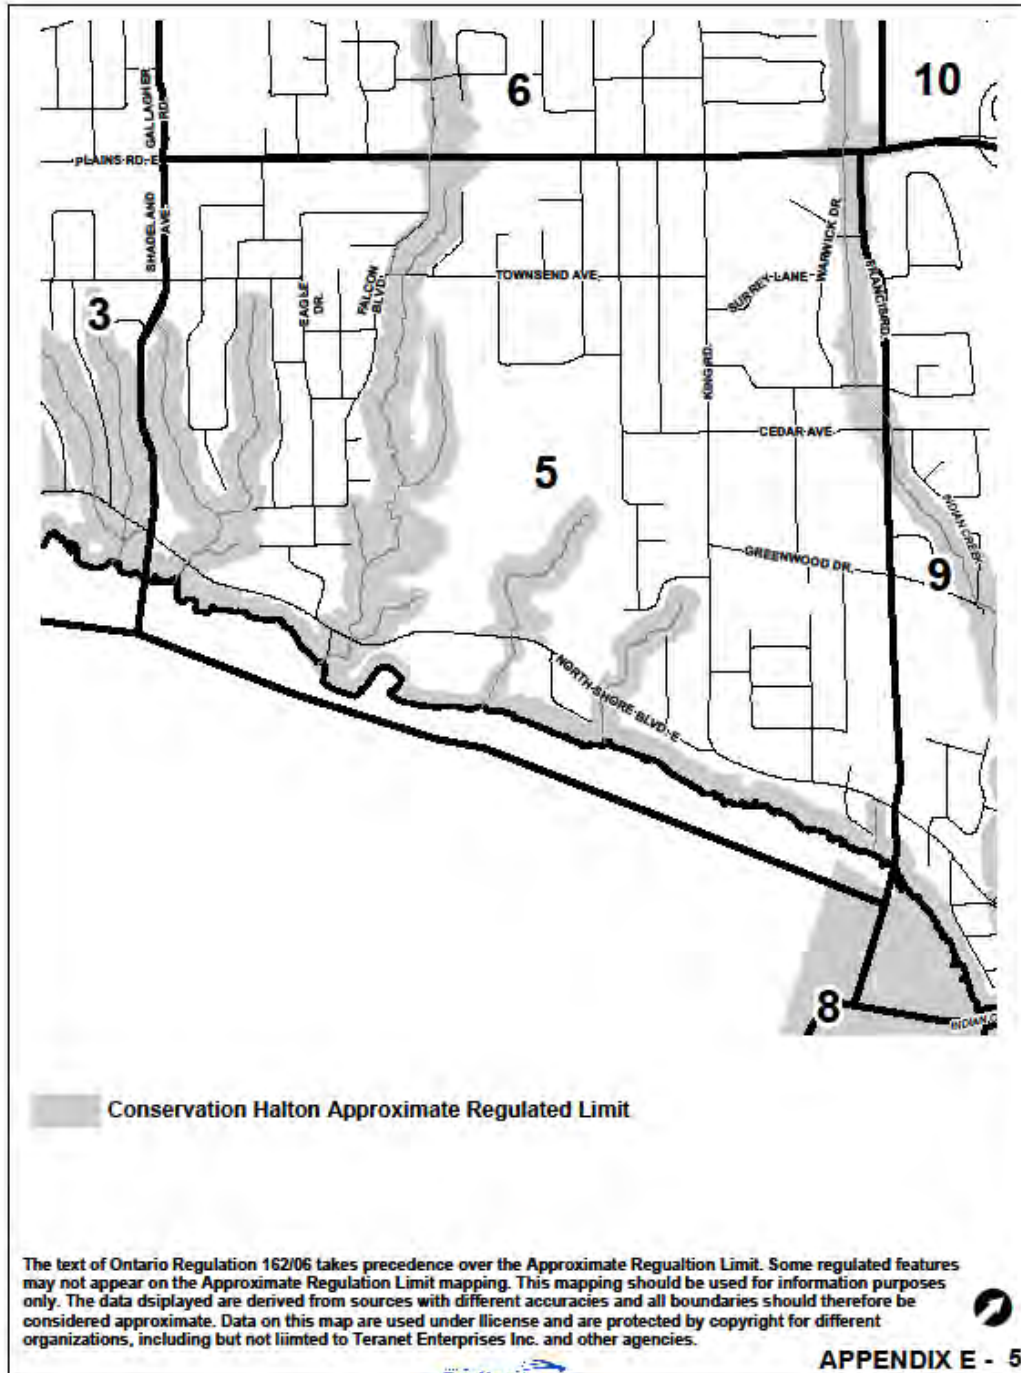 6
10
GALLAGHER RD.
PLAINS RD. E
SHADELAND AVE
WARWICK DR.
FRANCIS RD.
TOWNSEND AVE
SURREY LANE
EAGLE DR.
FALCON BLVD.
3
KING RD.
CEDAR AVE.
5
INDIAN CREEK
GREENWOOD DR.
9
NORTH SHORE BLVD. E
8
INDIAN C
Conservation Halton Approximate Regulated Limit
The text of Ontario Regulation 162/06 takes precedence over the Approximate Regualtion Limit. Some regulated features
may not appear on the Approximate Regulation Limit mapping. This mapping should be used for information purposes
only. The data dsiplayed are derived from sources with different accuracies and all boundaries should therefore be
considered approximate. Data on this map are used under llicense and are protected by copyright for different
organizations, including but not liimted to Teranet Enterprises Inc. and other agencies.
APPENDIX E - 5